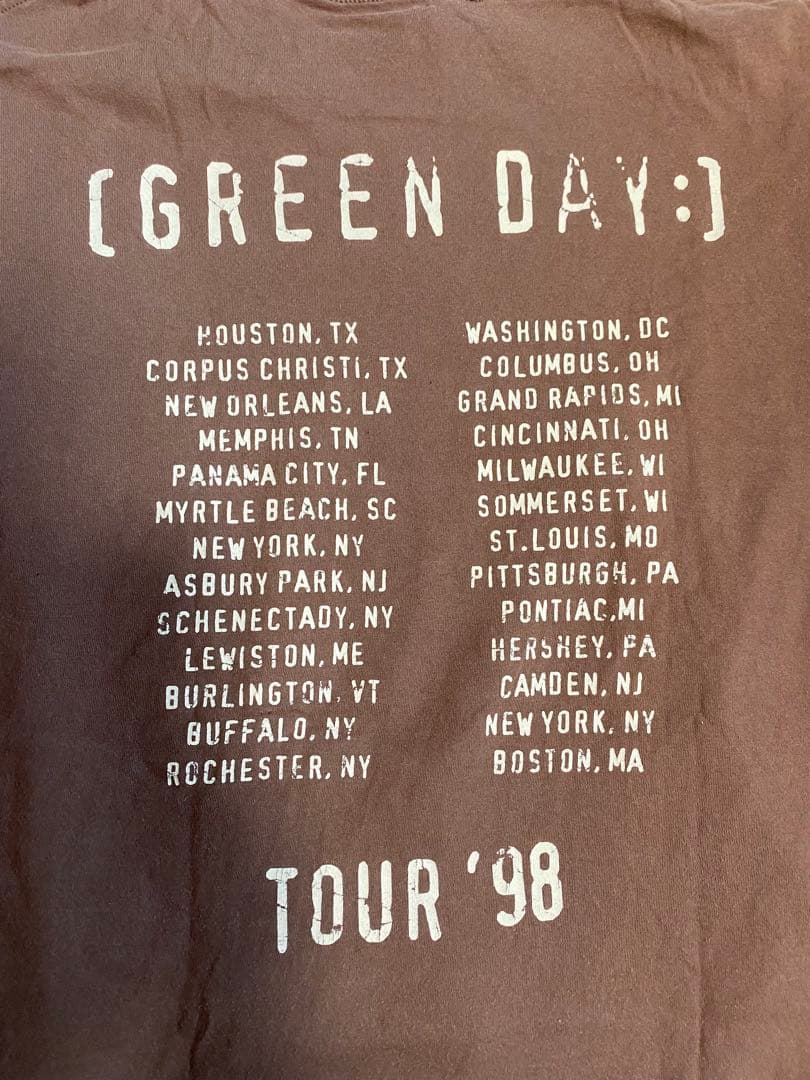 [GREEN DAY:]
HOUSTON, TX
CORPUS CHRISTI, TX
NEW ORLEANS, LA
MEMPHIS, TN
PANAMA CITY, FL
MYRTLE BEACH, SC
NEW YORK, NY
ASBURY PARK, NJ
SCHENECTADY, NY
LEWISTON, ME
BURLINGTON, VT
BUFFALO, NY
ROCHESTER, NY
WASHINGTON, DC
COLUMBUS, OH
GRAND RAPIDS, MI
CINCINNATI, OH
MILWAUKEE, WI
SOMMERSET, WI
ST.LOUIS, MO
PITTSBURGH, PA
PONTIAC,MI
HERSHEY, PA
CAMDEN, NJ
NEW YORK, NY
BOSTON, MA
TOUR '98